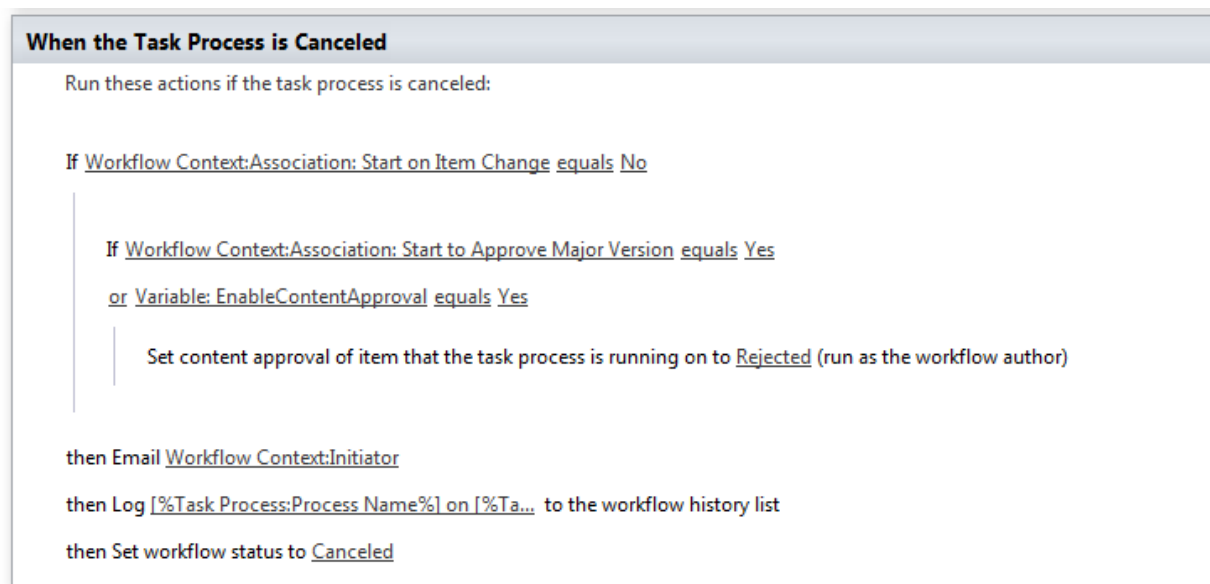 When the Task Process is Canceled
Run these actions if the task process is canceled:
If Workflow Context:Association: Start on Item Change equals No
If Workflow Context:Association: Start to Approve Major Version equals Yes
or Variable: EnableContentApproval equals Yes
Set content approval of item that the task process is running on to Rejected (run as the workflow author)
then Email Workflow Context:Initiator
then Log [%Task Process:Process Name%] on [%Ta... to the workflow history list
then Set workflow status to Canceled